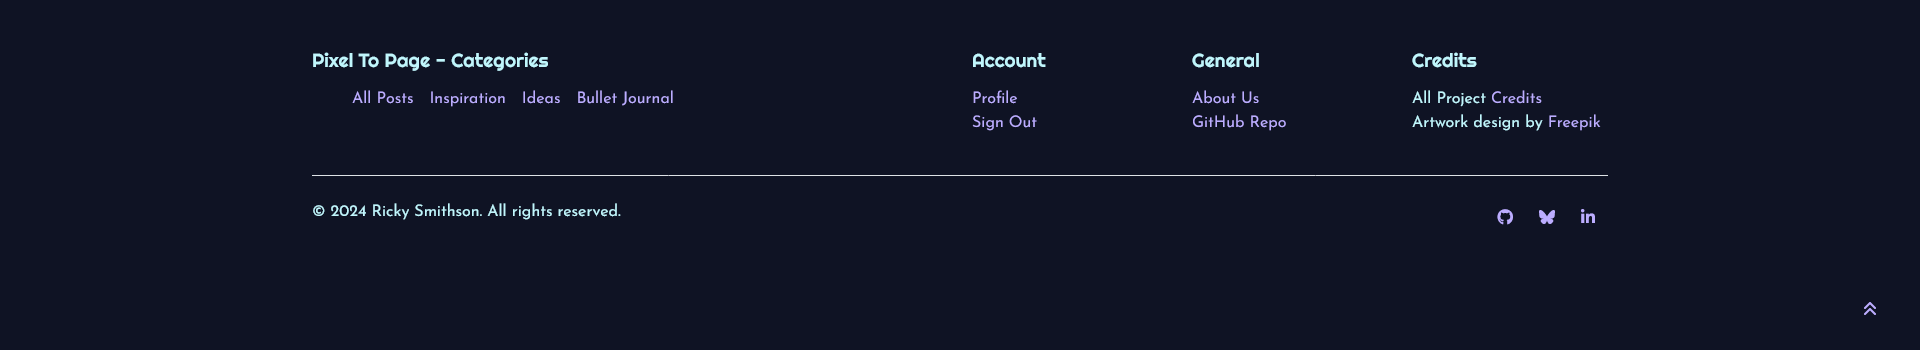 Pixel To Page - Categories
All Posts Inspiration Ideas Bullet Journal
Account
Profile
Sign Out
General
About Us
GitHub Repo
Credits
All Project Credits
Artwork design by Freepik
© 2024 Ricky Smithson. All rights reserved.
in